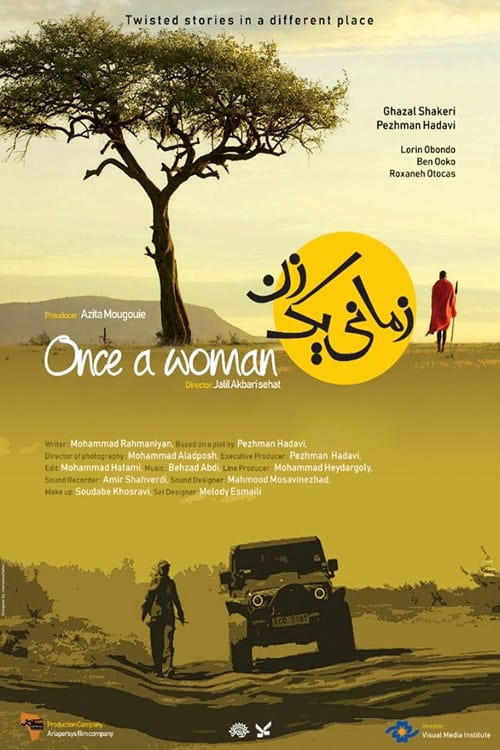 Twisted stories in a different place
Ghazal Shakeri
Pezhman Hadavi
Lorin Obondo
Ben Ooko
Roxaneh Otocas
زمانی یک زن
Prouducer: Azita Mougouie
Once a woman
Director: Jalil Akbari sehat
Writer: Mohammad Rahmaniyan, Based on a plot by: Pezhman Hadavi,
Director of photography: Mohammad Aladposh, Executive Producer: Pezhman Hadavi,
Edit: Mohammad Hatami, Music: Behzad Abdi, Line Producer: Mohammad Heydargoly,
Sound Recorder: Amir Shahverdi, Sound Designer: Mahmood Mosavinezhad,
Make up: Soudabe Khosravi, Set Designer: Melody Esmaili
Production Company:
Ariapersys film company
Investor:
Visual Media Institute